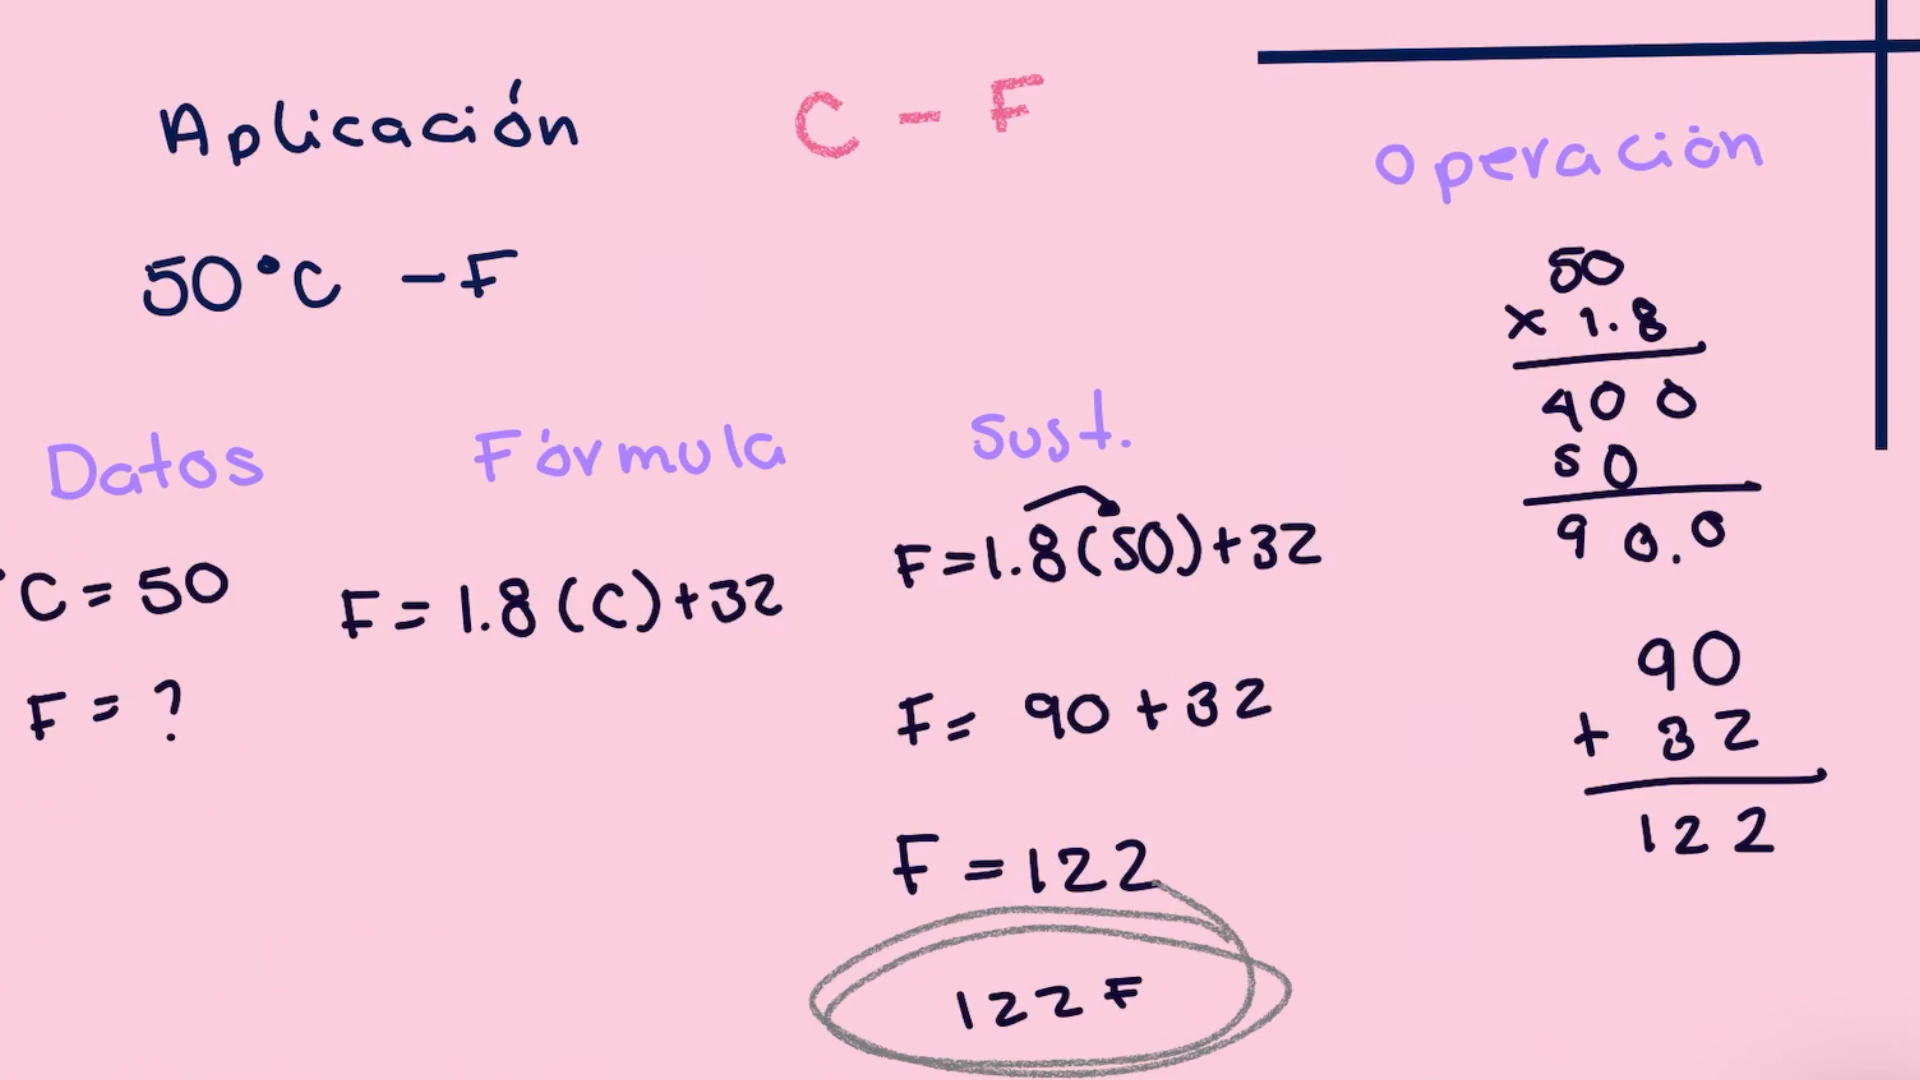 Aplicación
C - F
50°C - F
Datos
°C = 50
F = ?
Fórmula
F = 1.8 (C) + 32
Sust.
F = 1.8 (50) + 32
F = 90 + 32
F = 122
122 F
Operación
50
x 1.8
400
50
90.0
90
+ 32
122